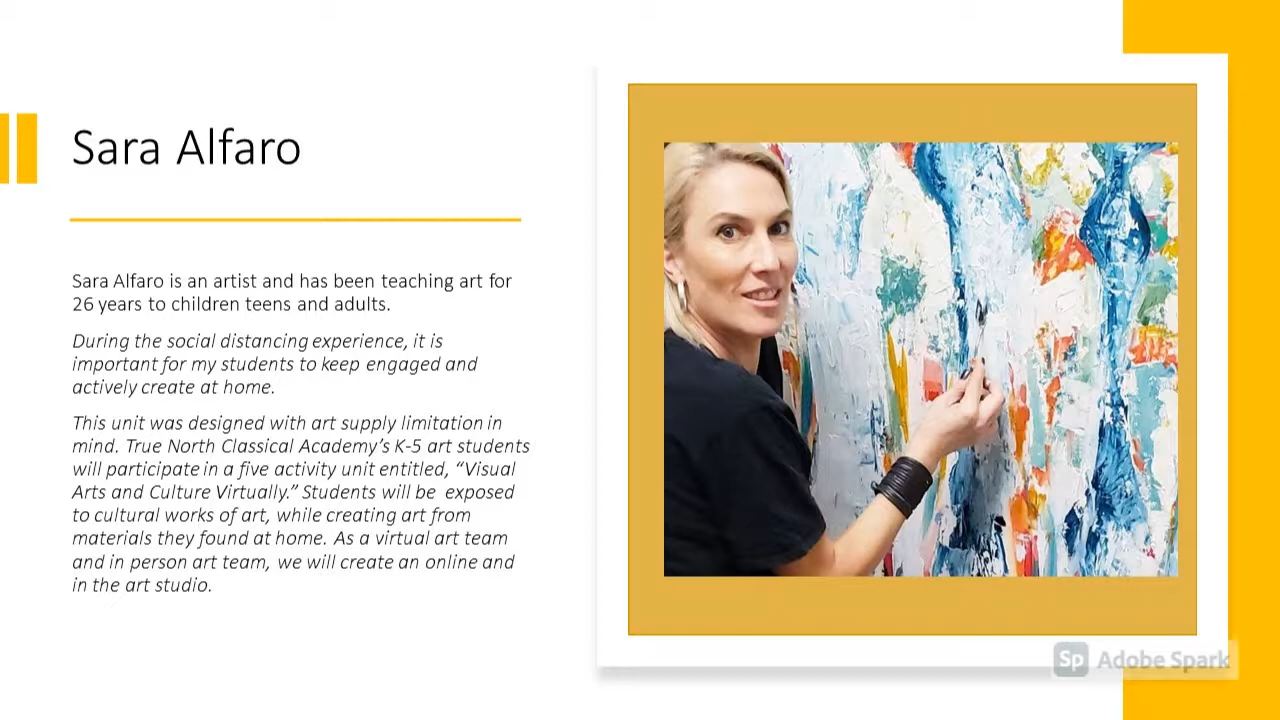 Sara Alfaro
Sara Alfaro is an artist and has been teaching art for
26 years to children teens and adults.
During the social distancing experience, it is
important for my students to keep engaged and
actively create at home.
This unit was designed with art supply limitation in
mind. True North Classical Academy’s K-5 art students
will participate in a five activity unit entitled, “Visual
Arts and Culture Virtually.” Students will be exposed
to cultural works of art, while creating art from
materials they found at home. As a virtual art team
and in person art team, we will create an online and
in the art studio.
Sp Adobe Spark